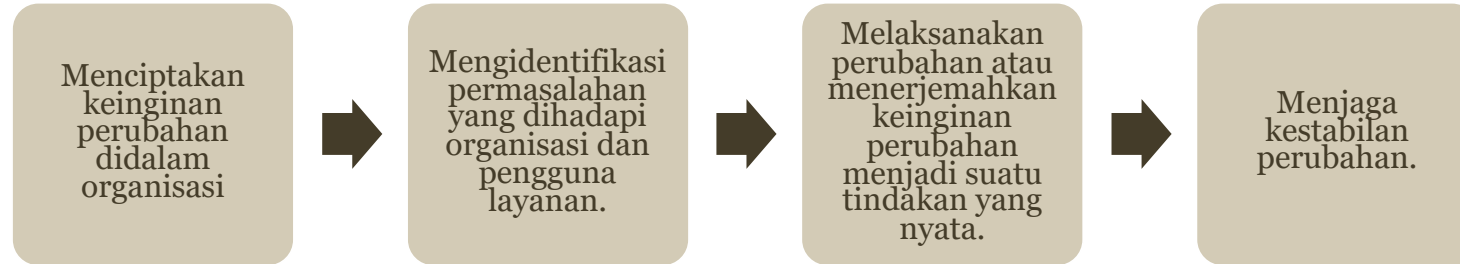 Menciptakan
keinginan
perubahan
didalam
organisasi
Mengidentifikasi
permasalahan
yang dihadapi
organisasi dan
pengguna
layanan.
Melaksanakan
perubahan atau
menerjemahkan
keinginan
perubahan
menjadi suatu
tindakan yang
nyata.
Menjaga
kestabilan
perubahan.